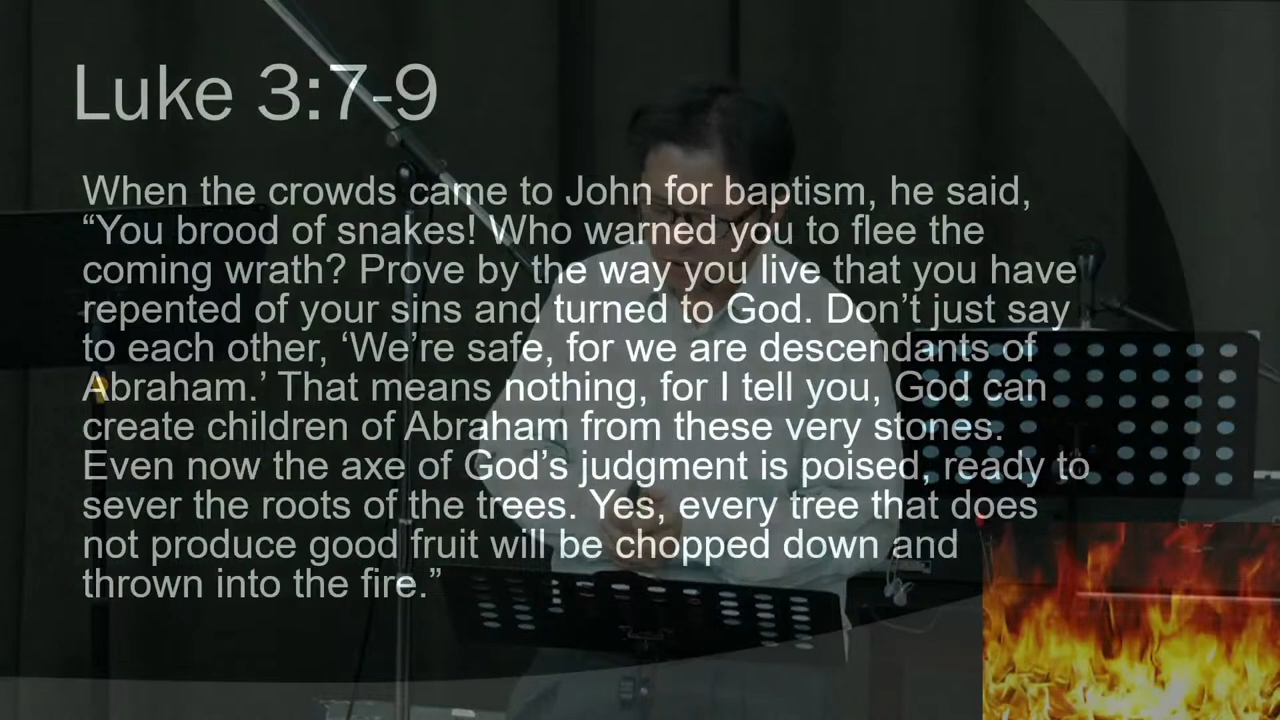 Luke 3:7-9
When the crowds came to John for baptism, he said,
“You brood of snakes! Who warned you to flee the
coming wrath? Prove by the way you live that you have
repented of your sins and turned to God. Don’t just say
to each other, ‘We’re safe, for we are descendants of
Abraham.’ That means nothing, for I tell you, God can
create children of Abraham from these very stones.
Even now the axe of God’s judgment is poised, ready to
sever the roots of the trees. Yes, every tree that does
not produce good fruit will be chopped down and
thrown into the fire.”